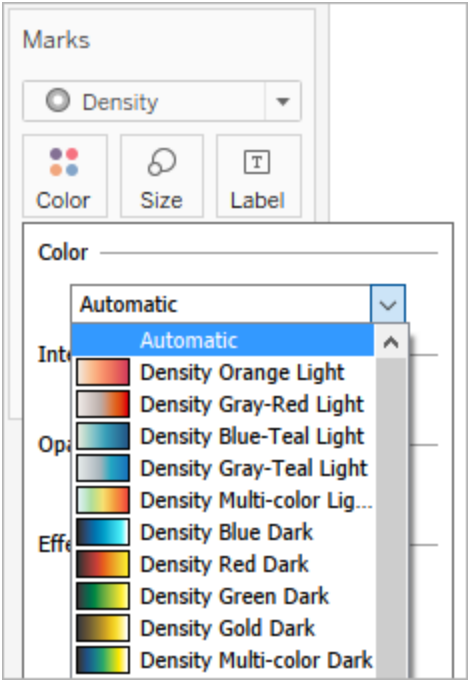 Marks
Density
Color Size Label
Color
Automatic
Automatic
Inte
Density Orange Light
Density Gray-Red Light
Density Blue-Teal Light
Opa
Density Gray-Teal Light
Density Multi-color Lig...
Density Blue Dark
Effe
Density Red Dark
Density Green Dark
Density Gold Dark
Density Multi-color Dark